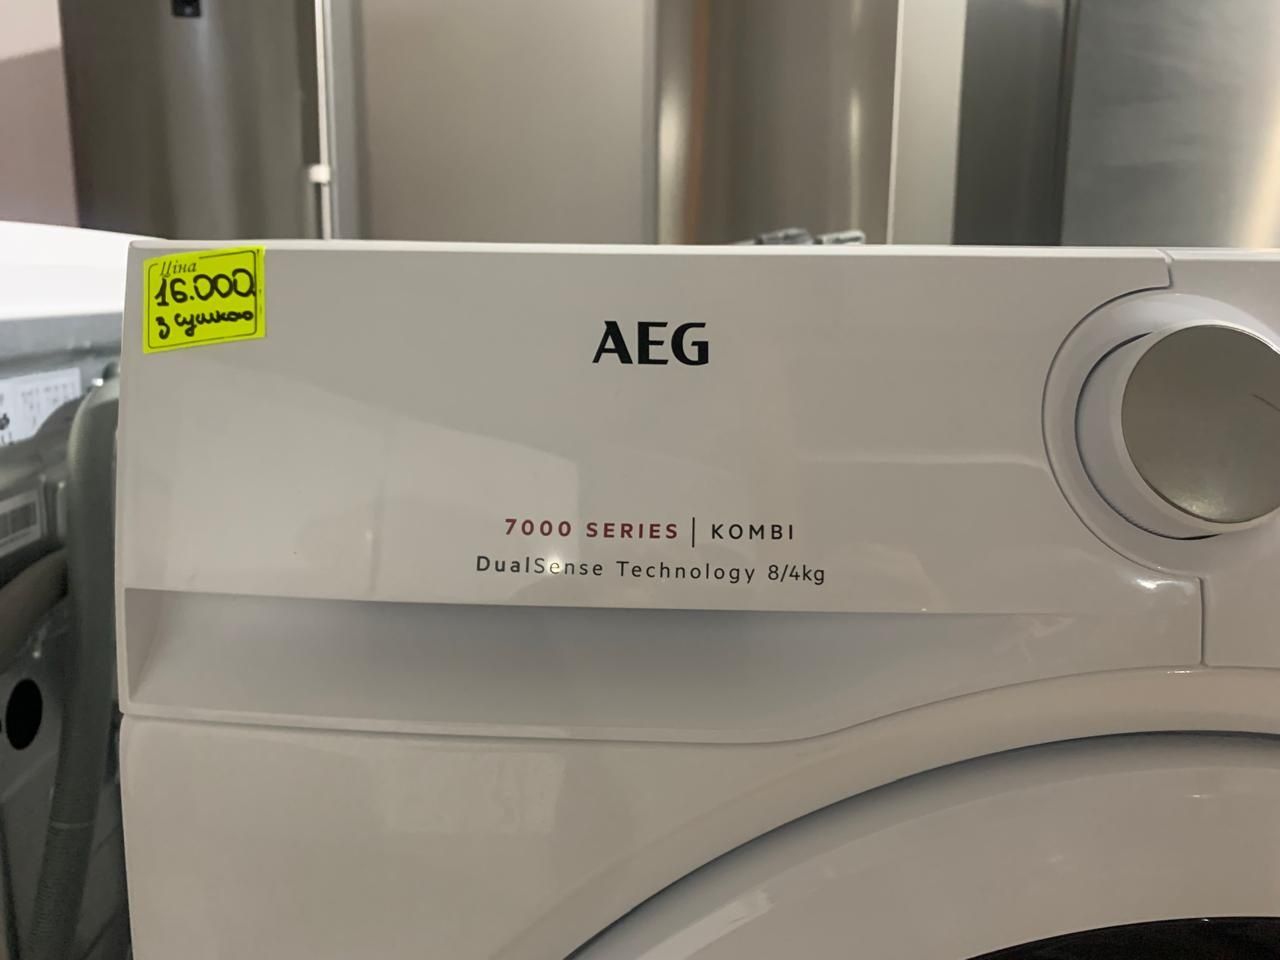 Ціна
16.000
з сушкою
AEG
7000 SERIES | KOMBI
DualSense Technology 8/4kg